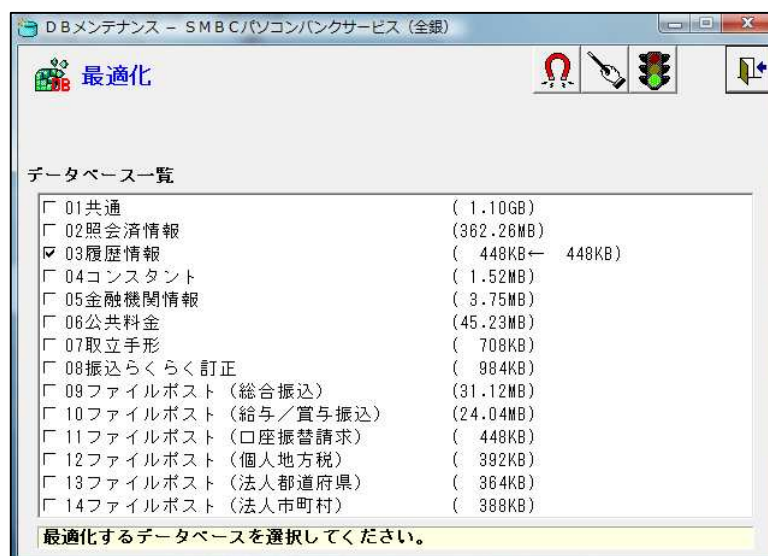 DBメンテナンス - SMBCパソコンバンクサービス（全銀）
DB 最適化
データベース一覧
01共通 ( 1.10GB)
02照会済情報 (362.26MB)
03履歴情報 ( 448KB← 448KB)
04コンスタント ( 1.52MB)
05金融機関情報 ( 3.75MB)
06公共料金 (45.23MB)
07取立手形 ( 708KB)
08振込らくらく訂正 ( 984KB)
09ファイルポスト（総合振込） (31.12MB)
10ファイルポスト（給与／賞与振込） (24.04MB)
11ファイルポスト（口座振替請求） ( 448KB)
12ファイルポスト（個人地方税） ( 392KB)
13ファイルポスト（法人都道府県） ( 364KB)
14ファイルポスト（法人市町村） ( 388KB)
最適化するデータベースを選択してください。